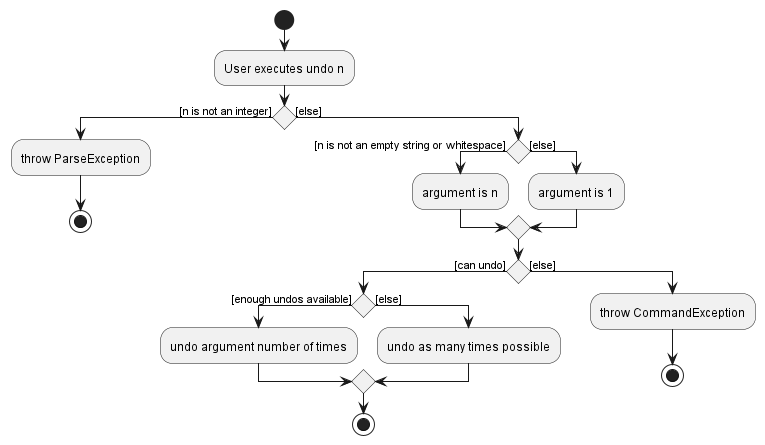 User executes undo n
[n is not an integer]
[else]
throw ParseException
[n is not an empty string or whitespace]
[else]
argument is n
argument is 1
[can undo]
[else]
[enough undos available]
[else]
throw CommandException
undo argument number of times
undo as many times possible